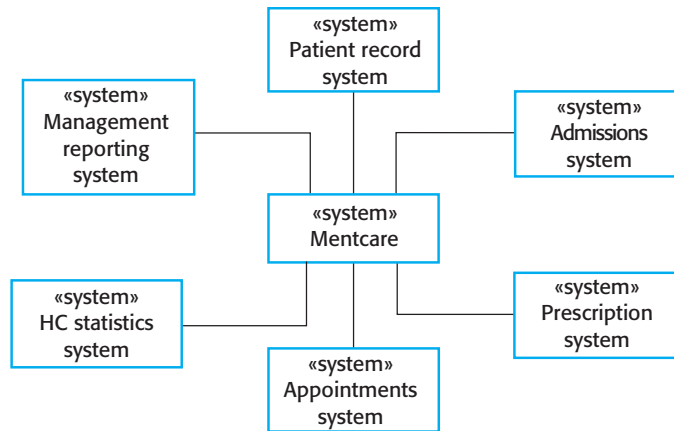 «system»
Patient record
system
«system»
Management
reporting
system
«system»
Admissions
system
«system»
Mentcare
«system»
HC statistics
system
«system»
Prescription
system
«system»
Appointments
system